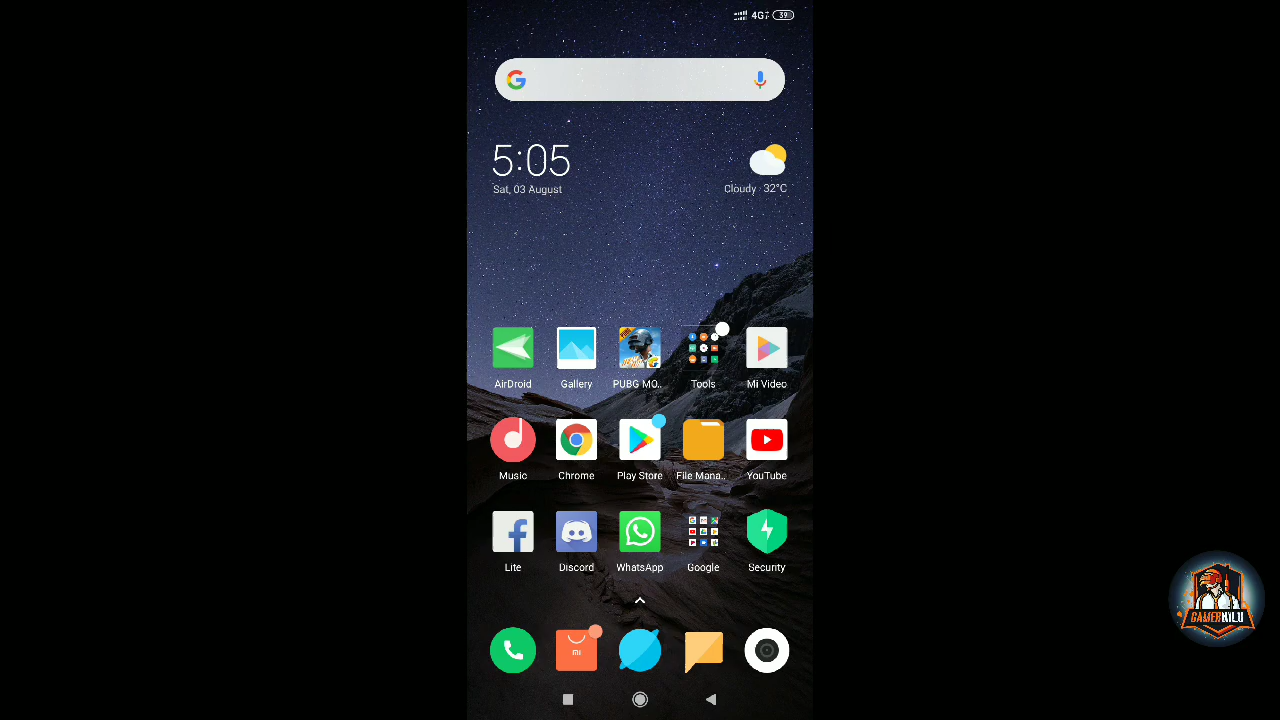 4G
39
5:05
Sat, 03 August
Cloudy 32°C
AirDroid
Gallery
PUBG MO..
Tools
Mi Video
Music
Chrome
Play Store
File Mana..
YouTube
Lite
Discord
WhatsApp
Google
Security
mi
GAMERKILU